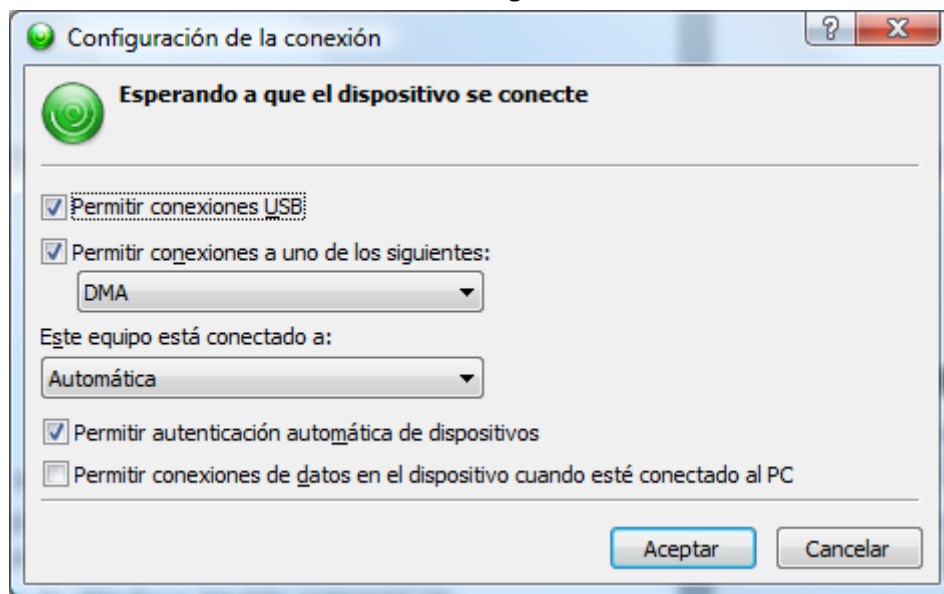 Configuración de la conexión
Esperando a que el dispositivo se conecte
Permitir conexiones USB
Permitir conexiones a uno de los siguientes:
DMA
Este equipo está conectado a:
Automática
Permitir autenticación automática de dispositivos
Permitir conexiones de datos en el dispositivo cuando esté conectado al PC
Aceptar Cancelar